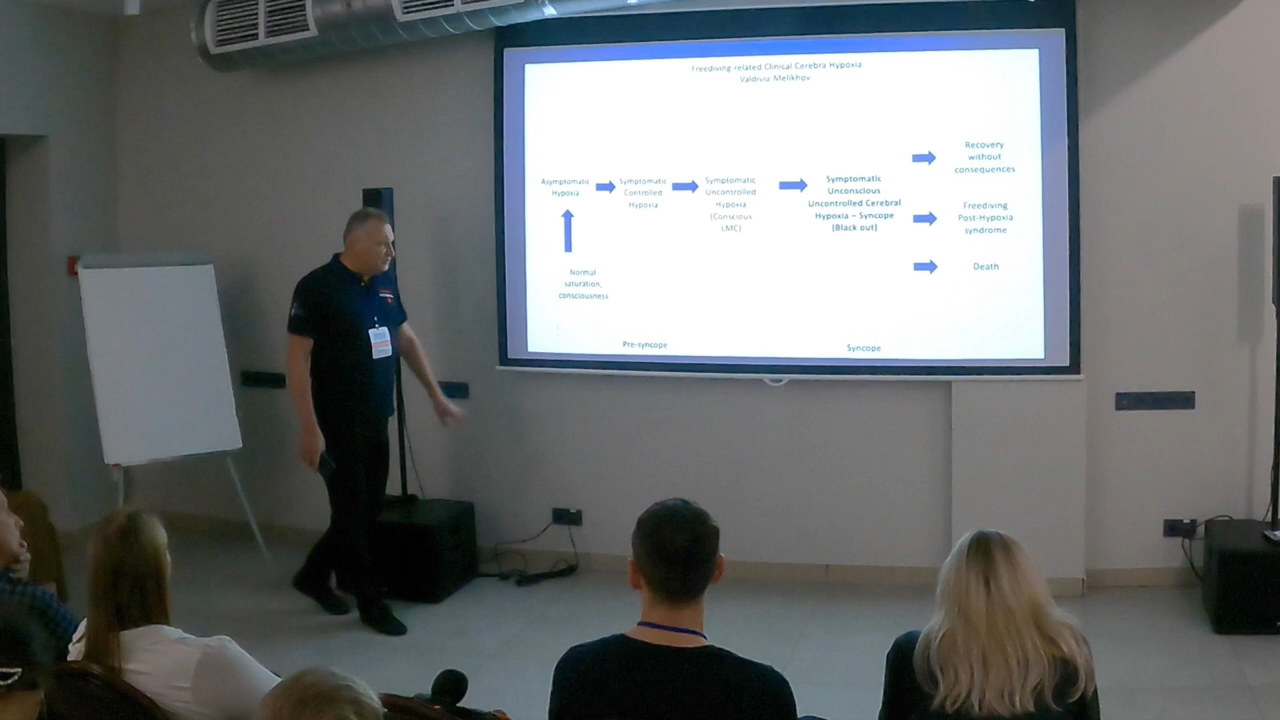 Freediving-related Clinical Cerebra Hypoxia
Valdivia-Melikhov
Asymptomatic
Hypoxia
Symptomatic
Controlled
Hypoxia
Symptomatic
Uncontrolled
Hypoxia
(Conscious
LMC)
Symptomatic
Unconscious
Uncontrolled Cerebral
Hypoxia – Syncope
(Black out)
Recovery
without
consequences
Freediving
Post-Hypoxia
syndrome
Death
Normal
saturation,
consciousness
Pre-syncope
Syncope